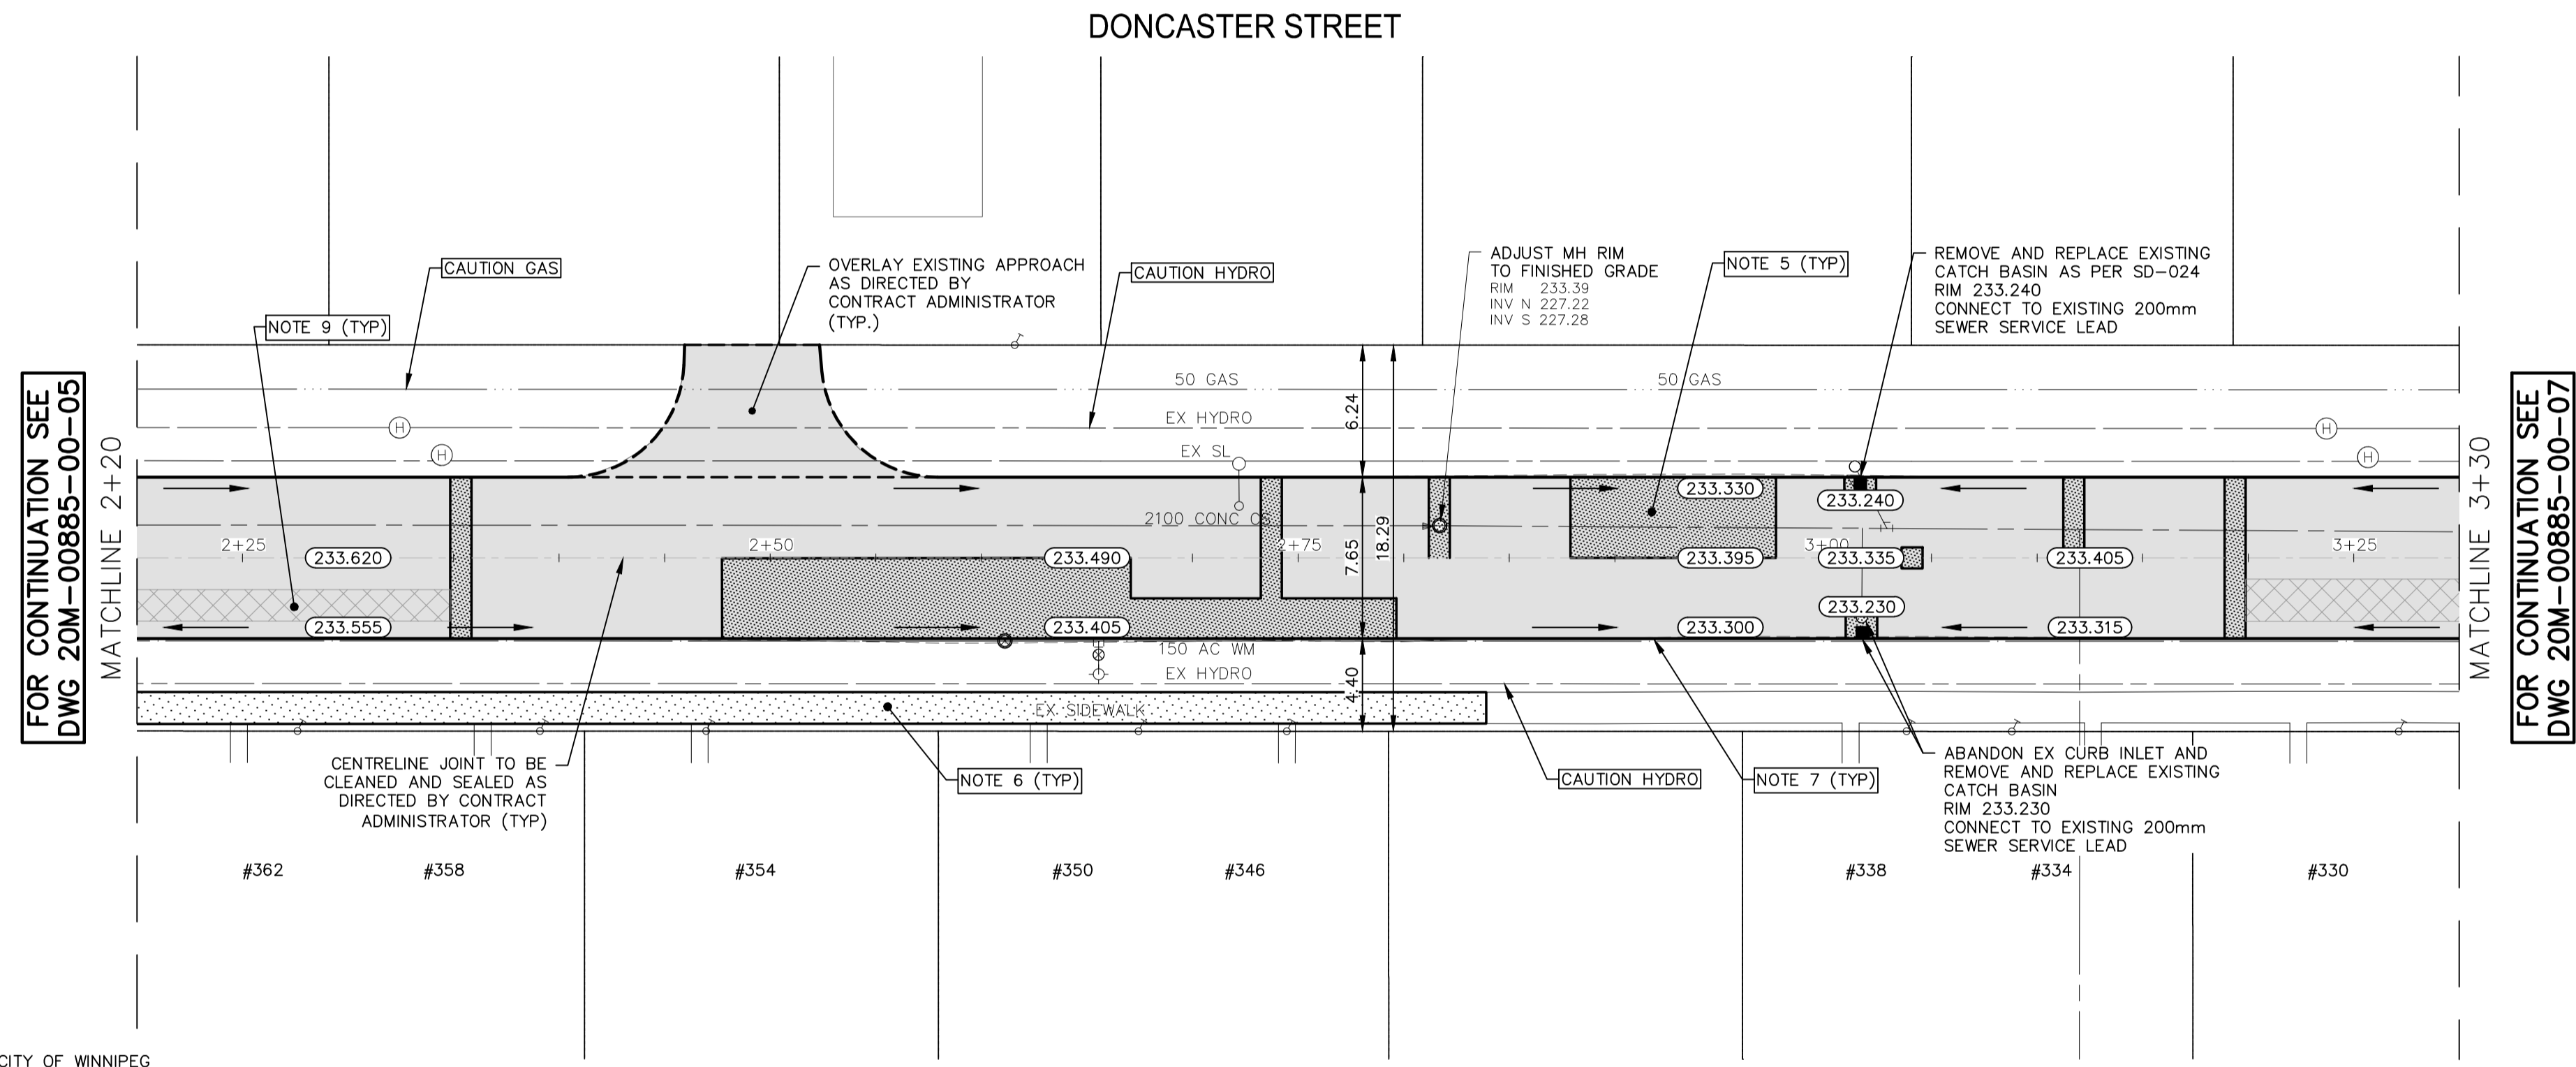 DONCASTER STREET
CAUTION GAS
OVERLAY EXISTING APPROACH
AS DIRECTED BY
CONTRACT ADMINISTRATOR
(TYP.)
CAUTION HYDRO
ADJUST MH RIM
TO FINISHED GRADE
RIM 233.39
INV N 227.22
INV S 227.28
NOTE 5 (TYP)
REMOVE AND REPLACE EXISTING
CATCH BASIN AS PER SD-024
RIM 233.240
CONNECT TO EXISTING 200mm
SEWER SERVICE LEAD
NOTE 9 (TYP)
FOR CONTINUATION SEE
DWG 20M-00885-00-05
MATCHLINE 2+20
50 GAS
50 GAS
6.24
EX HYDRO
H
H
H
H
EX SL
18.29
7.65
2100 CONC CS
233.330
233.240
2+25
233.620
2+50
233.490
2+75
233.395
3+00
233.335
233.405
3+25
233.555
233.405
233.300
233.230
233.315
150 AC WM
EX HYDRO
4.40
EX SIDEWALK
MATCHLINE 3+30
FOR CONTINUATION SEE
DWG 20M-00885-00-07
CENTRELINE JOINT TO BE
CLEANED AND SEALED AS
DIRECTED BY CONTRACT
ADMINISTRATOR (TYP)
NOTE 6 (TYP)
CAUTION HYDRO
NOTE 7 (TYP)
ABANDON EX CURB INLET AND
REMOVE AND REPLACE EXISTING
CATCH BASIN
RIM 233.230
CONNECT TO EXISTING 200mm
SEWER SERVICE LEAD
#362
#358
#354
#350
#346
#338
#334
#330
CITY OF WINNIPEG